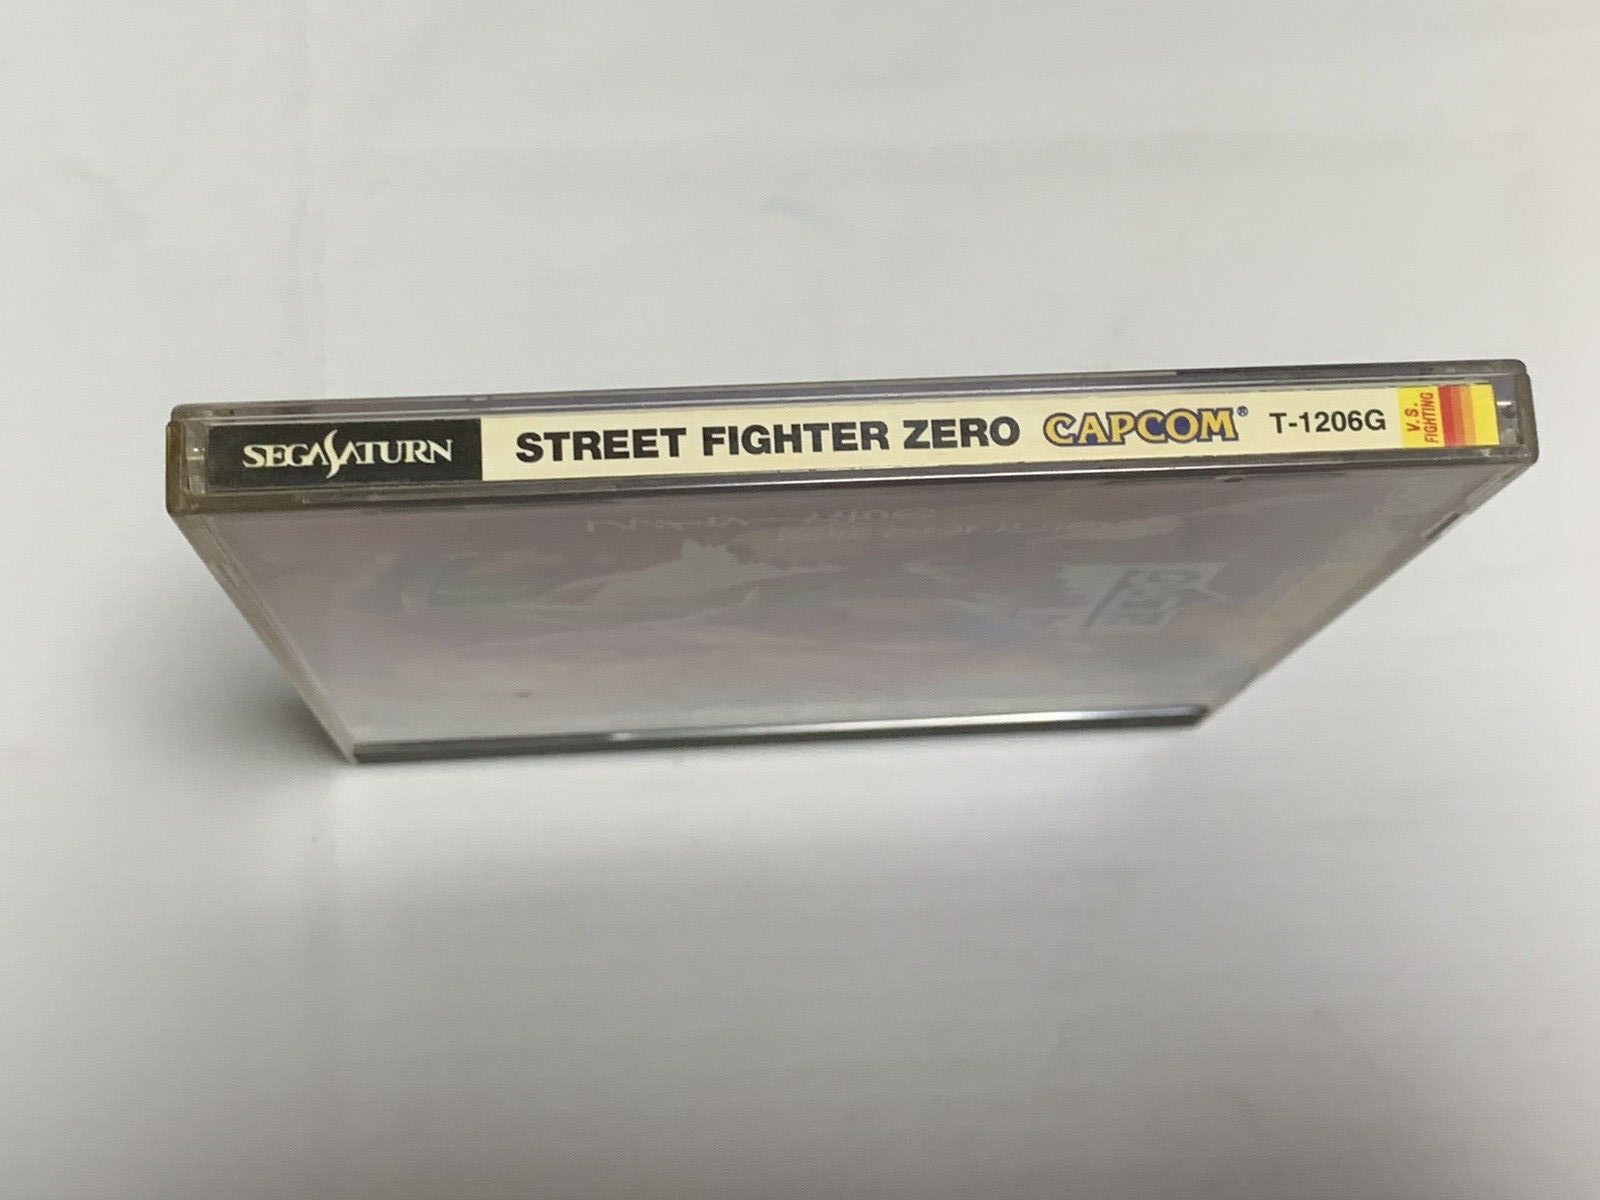 SEGASATURN STREET FIGHTER ZERO CAPCOM® T-1206G
V.S.
FIGHTING